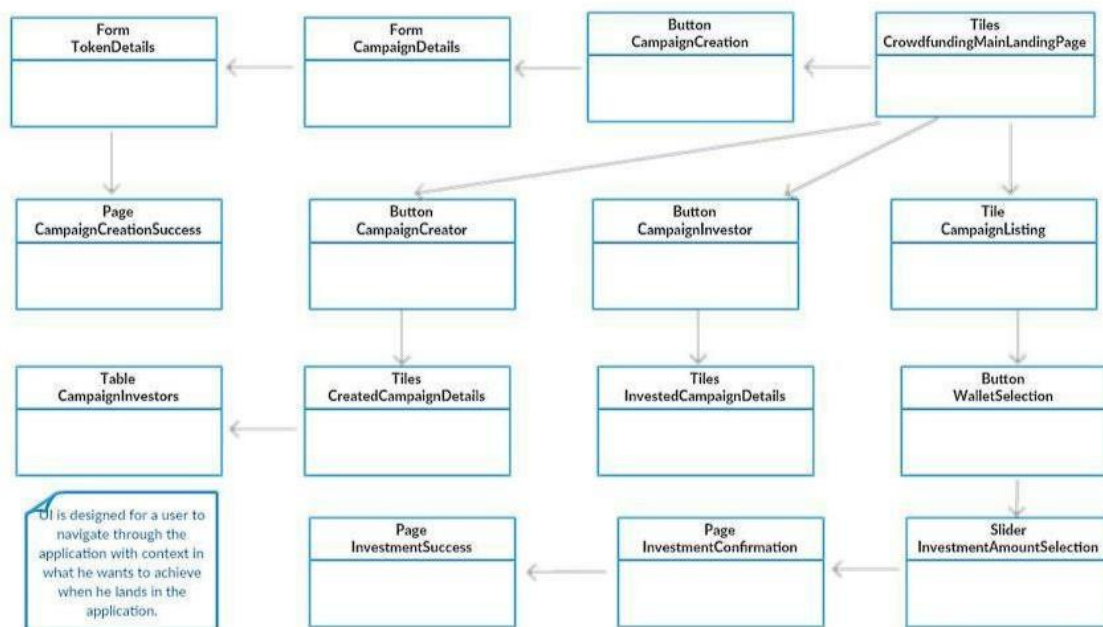 Form
TokenDetails
Form
CampaignDetails
Button
CampaignCreation
Tiles
CrowdfundingMainLandingPage
Page
CampaignCreationSuccess
Button
CampaignCreator
Button
CampaignInvestor
Tile
CampaignListing
Table
CampaignInvestors
Tiles
CreatedCampaignDetails
Tiles
InvestedCampaignDetails
Button
WalletSelection
UI is designed for a user to
navigate through the
application with context in
what he wants to achieve
when he lands in the
application.
Page
InvestmentSuccess
Page
InvestmentConfirmation
Slider
InvestmentAmountSelection